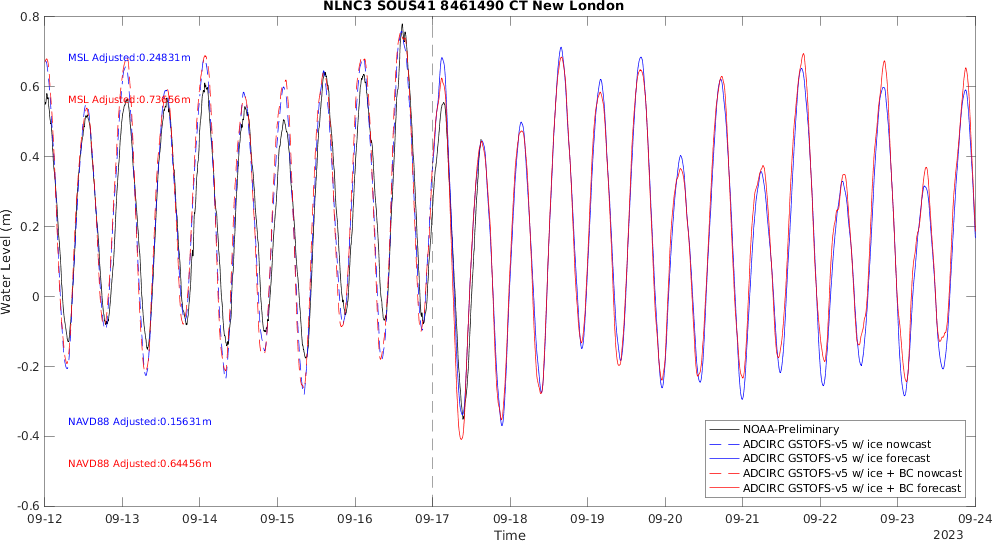 NLNC3 SOUS41 8461490 CT New London
0.8
0.6
0.4
0.2
0
-0.2
-0.4
-0.6
Water Level (m)
MSL Adjusted:0.24831m
MSL Adjusted:0.73656m
NAVD88 Adjusted:0.15631m
NAVD88 Adjusted:0.64456m
NOAA-Preliminary
ADCIRC GSTOFS-v5 w/ ice nowcast
ADCIRC GSTOFS-v5 w/ ice forecast
ADCIRC GSTOFS-v5 w/ ice + BC nowcast
ADCIRC GSTOFS-v5 w/ ice + BC forecast
09-12 09-13 09-14 09-15 09-16 09-17 09-18 09-19 09-20 09-21 09-22 09-23 09-24
Time
2023